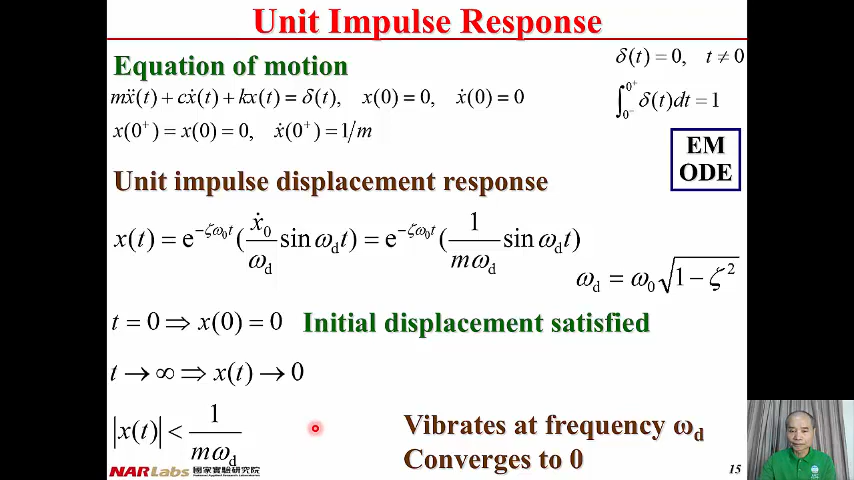 Unit Impulse Response
Equation of motion
mẍ(t) + cẋ(t) + kx(t) = δ(t), x(0) = 0, ẋ(0) = 0
x(0⁺) = x(0) = 0, ẋ(0⁺) = 1/m
δ(t) = 0, t ≠ 0
∫₀₋^0⁺ δ(t)dt = 1
EM
ODE
Unit impulse displacement response
x(t) = e^−ζω₀t (ẋ₀/ω_d sin ω_d t) = e^−ζω₀t (1/mω_d sin ω_d t)
ω_d = ω₀√(1 − ζ²)
t = 0 ⇒ x(0) = 0 Initial displacement satisfied
t → ∞ ⇒ x(t) → 0
|x(t)| < 1/mω_d
Vibrates at frequency ω_d
Converges to 0
NARLabs 國家實驗研究院
15